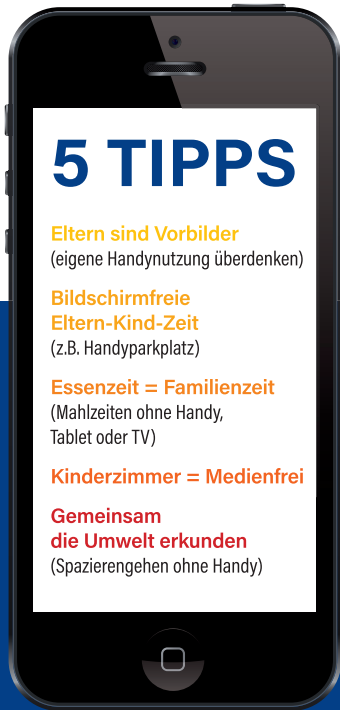 5 TIPPS
Eltern sind Vorbilder
(eigene Handynutzung überdenken)
Bildschirmfreie
Eltern-Kind-Zeit
(z.B. Handyparkplatz)
Essenzeit = Familienzeit
(Mahlzeiten ohne Handy,
Tablet oder TV)
Kinderzimmer = Medienfrei
Gemeinsam
die Umwelt erkunden
(Spazierengehen ohne Handy)